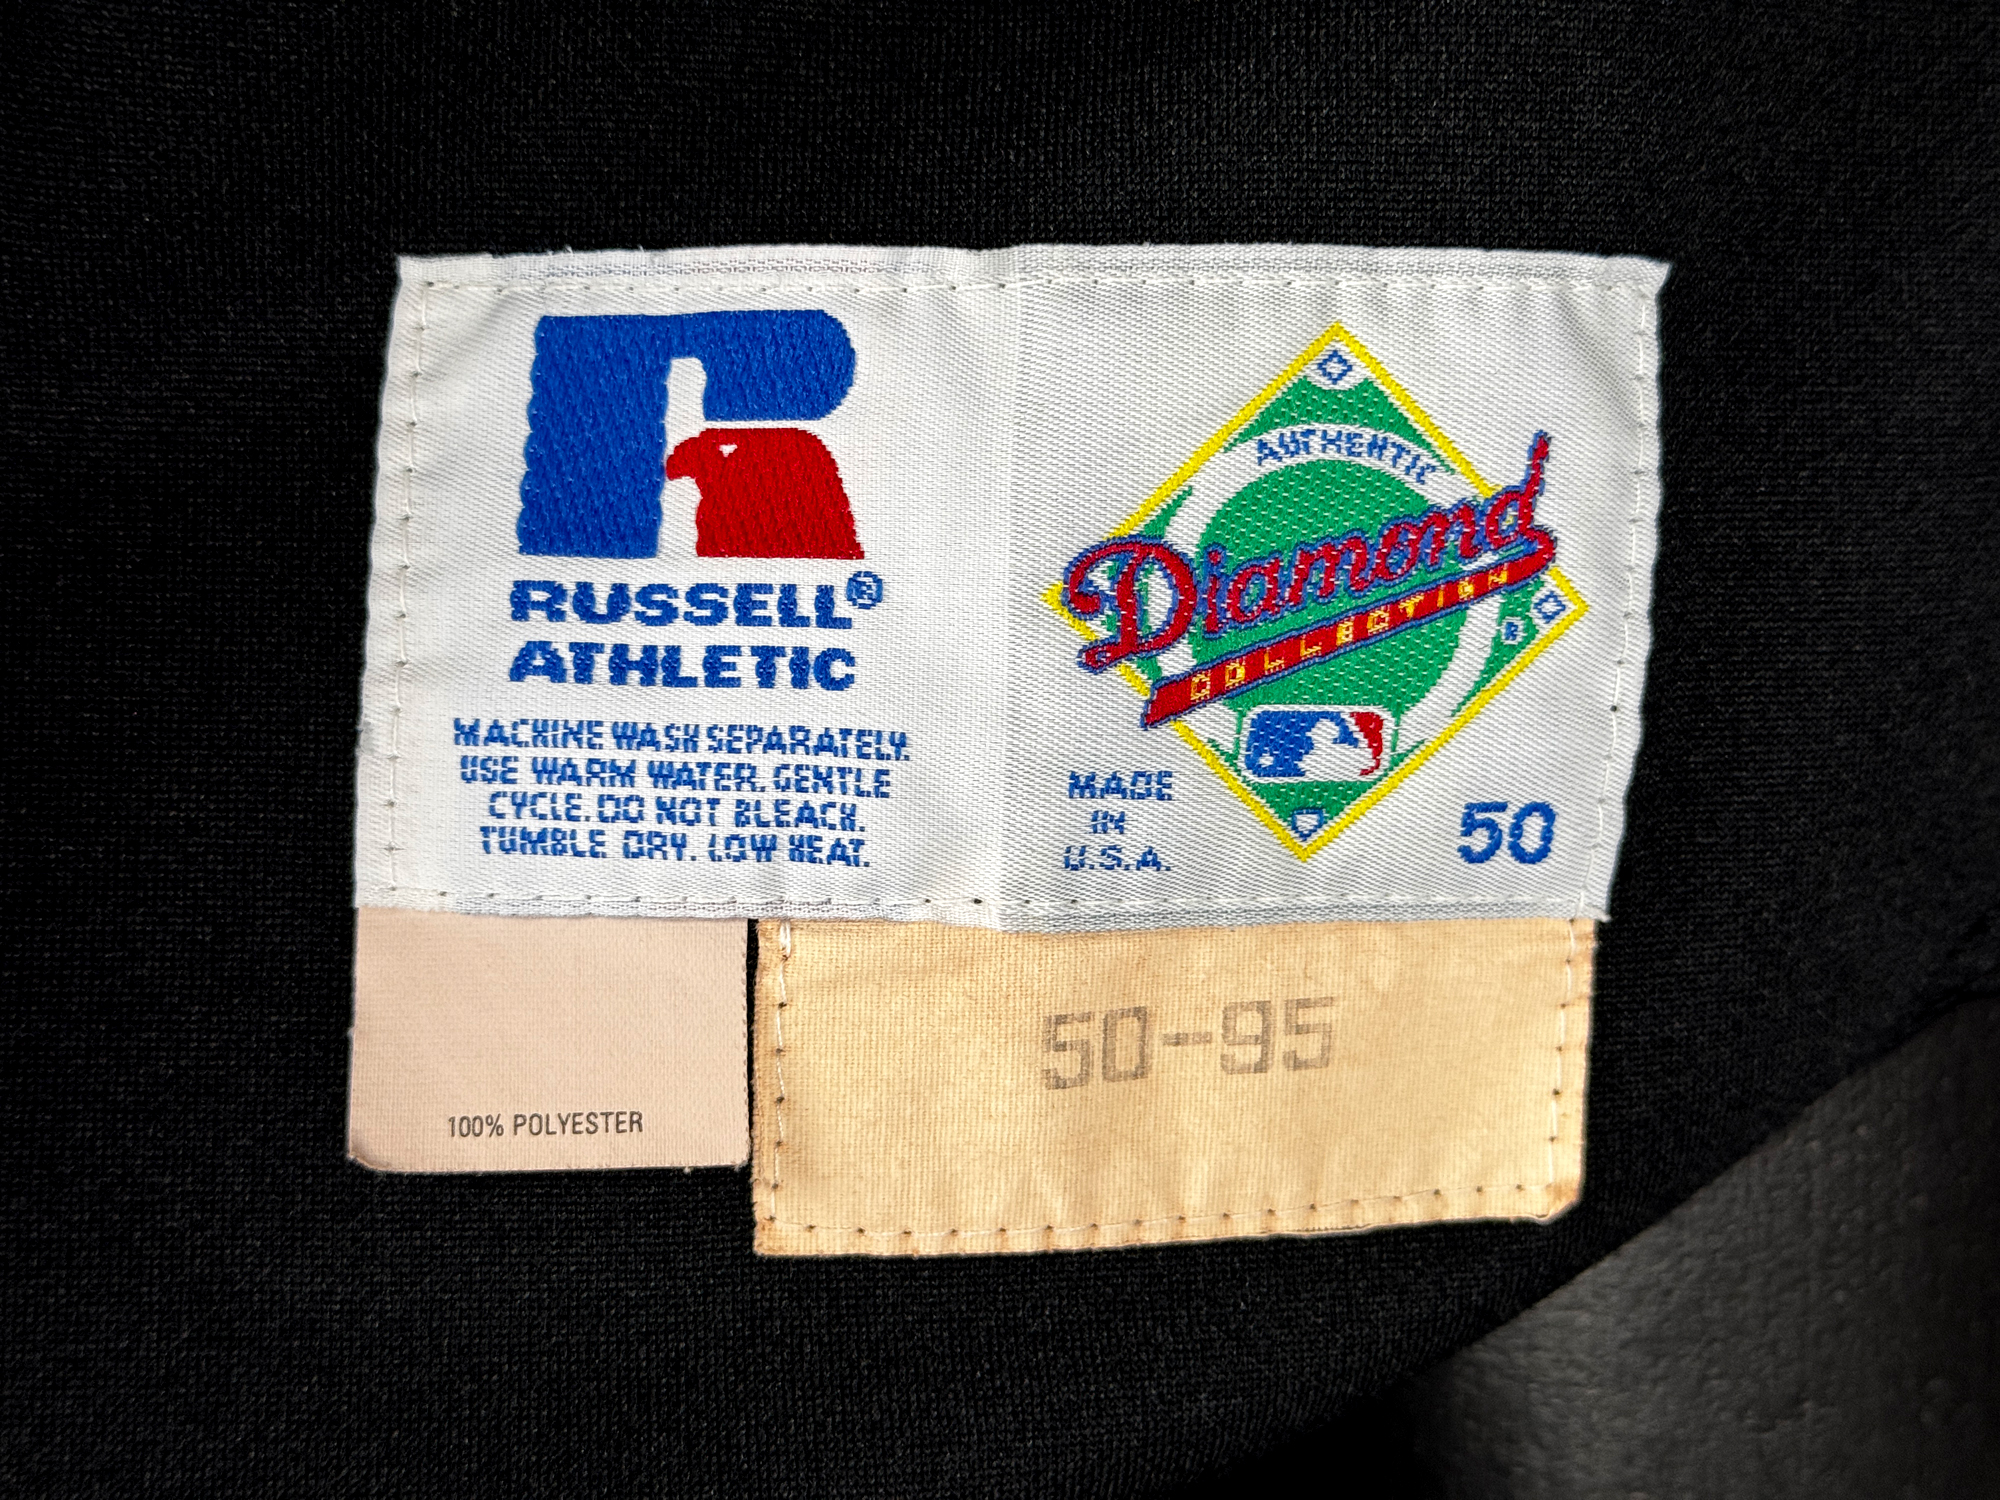 RUSSELL®
ATHLETIC
MACHINE WASH SEPARATELY.
USE WARM WATER. GENTLE
CYCLE. DO NOT BLEACH.
TUMBLE DRY. LOW HEAT.
AUTHENTIC
Diamond
COLLECTION
®
MADE
IN
U.S.A.
50
100% POLYESTER
50-95